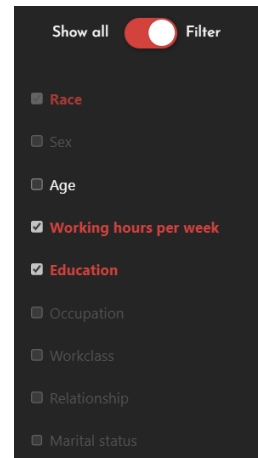 Show all Filter
Race
Sex
Age
Working hours per week
Education
Occupation
Workclass
Relationship
Marital status